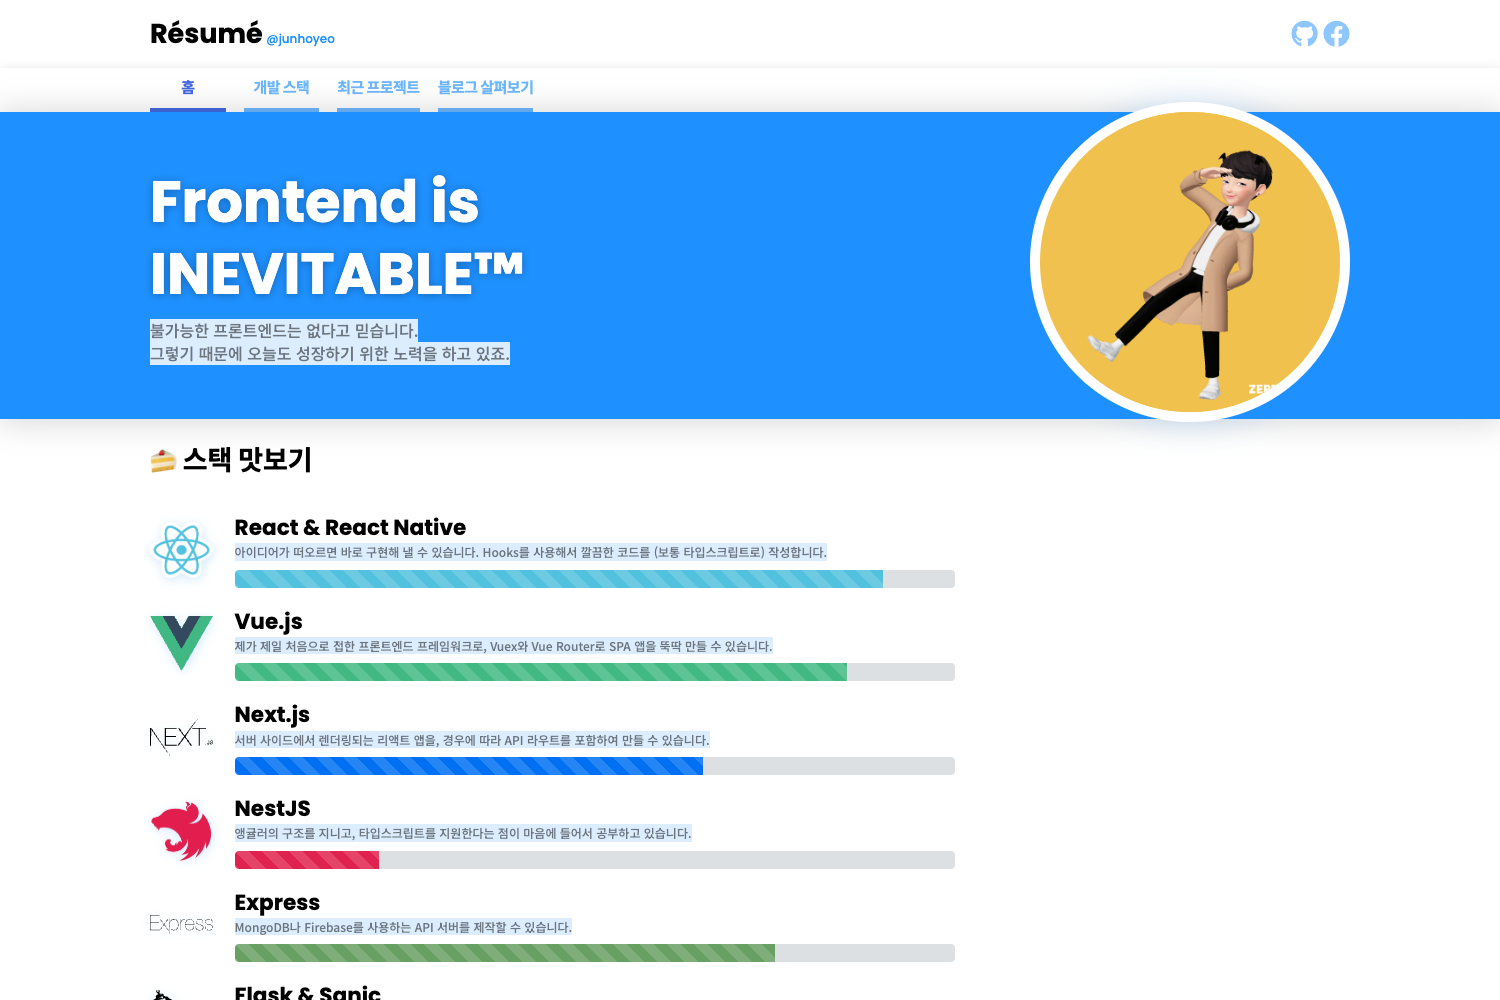 Résumé @junhoyeo
홈 개발 스택 최근 프로젝트 블로그 살펴보기
Frontend is
INEVITABLE™
불가능한 프론트엔드는 없다고 믿습니다.
그렇기 때문에 오늘도 성장하기 위한 노력을 하고 있죠.
🍰 스택 맛보기
React & React Native
아이디어가 떠오르면 바로 구현해 낼 수 있습니다. Hooks를 사용해서 깔끔한 코드를 (보통 타입스크립트로) 작성합니다.
Vue.js
제가 제일 처음으로 접한 프론트엔드 프레임워크로, Vuex와 Vue Router로 SPA 앱을 뚝딱 만들 수 있습니다.
NEXT.JS
Next.js
서버 사이드에서 렌더링되는 리액트 앱을, 경우에 따라 API 라우트를 포함하여 만들 수 있습니다.
NestJS
앵귤러의 구조를 지니고, 타입스크립트를 지원한다는 점이 마음에 들어서 공부하고 있습니다.
Express
Express
MongoDB나 Firebase를 사용하는 API 서버를 제작할 수 있습니다.
Flask & Sanic